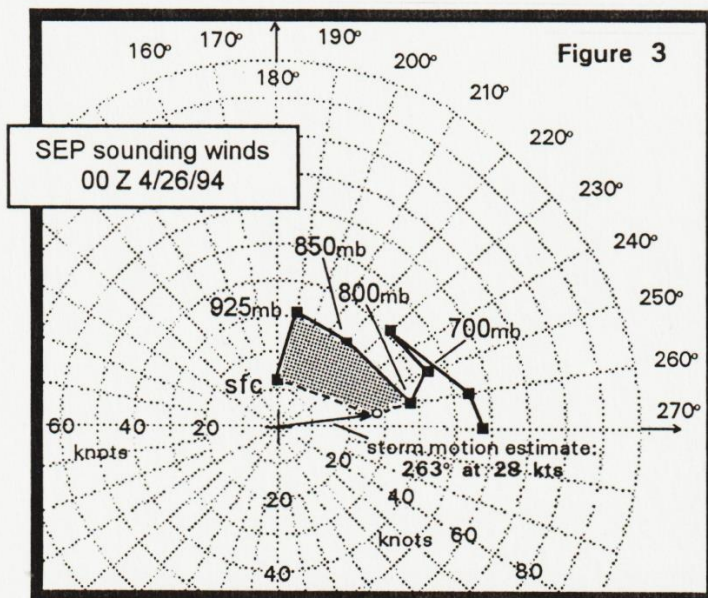 Figure 3
160°
170°
180°
190°
200°
210°
220°
230°
240°
250°
260°
270°
SEP sounding winds
00 Z 4/26/94
850mb
800mb
925mb
700mb
sfc
60 40 20
knots
storm motion estimate:
263° at 28 kts
20
40
60
80
knots
20
40